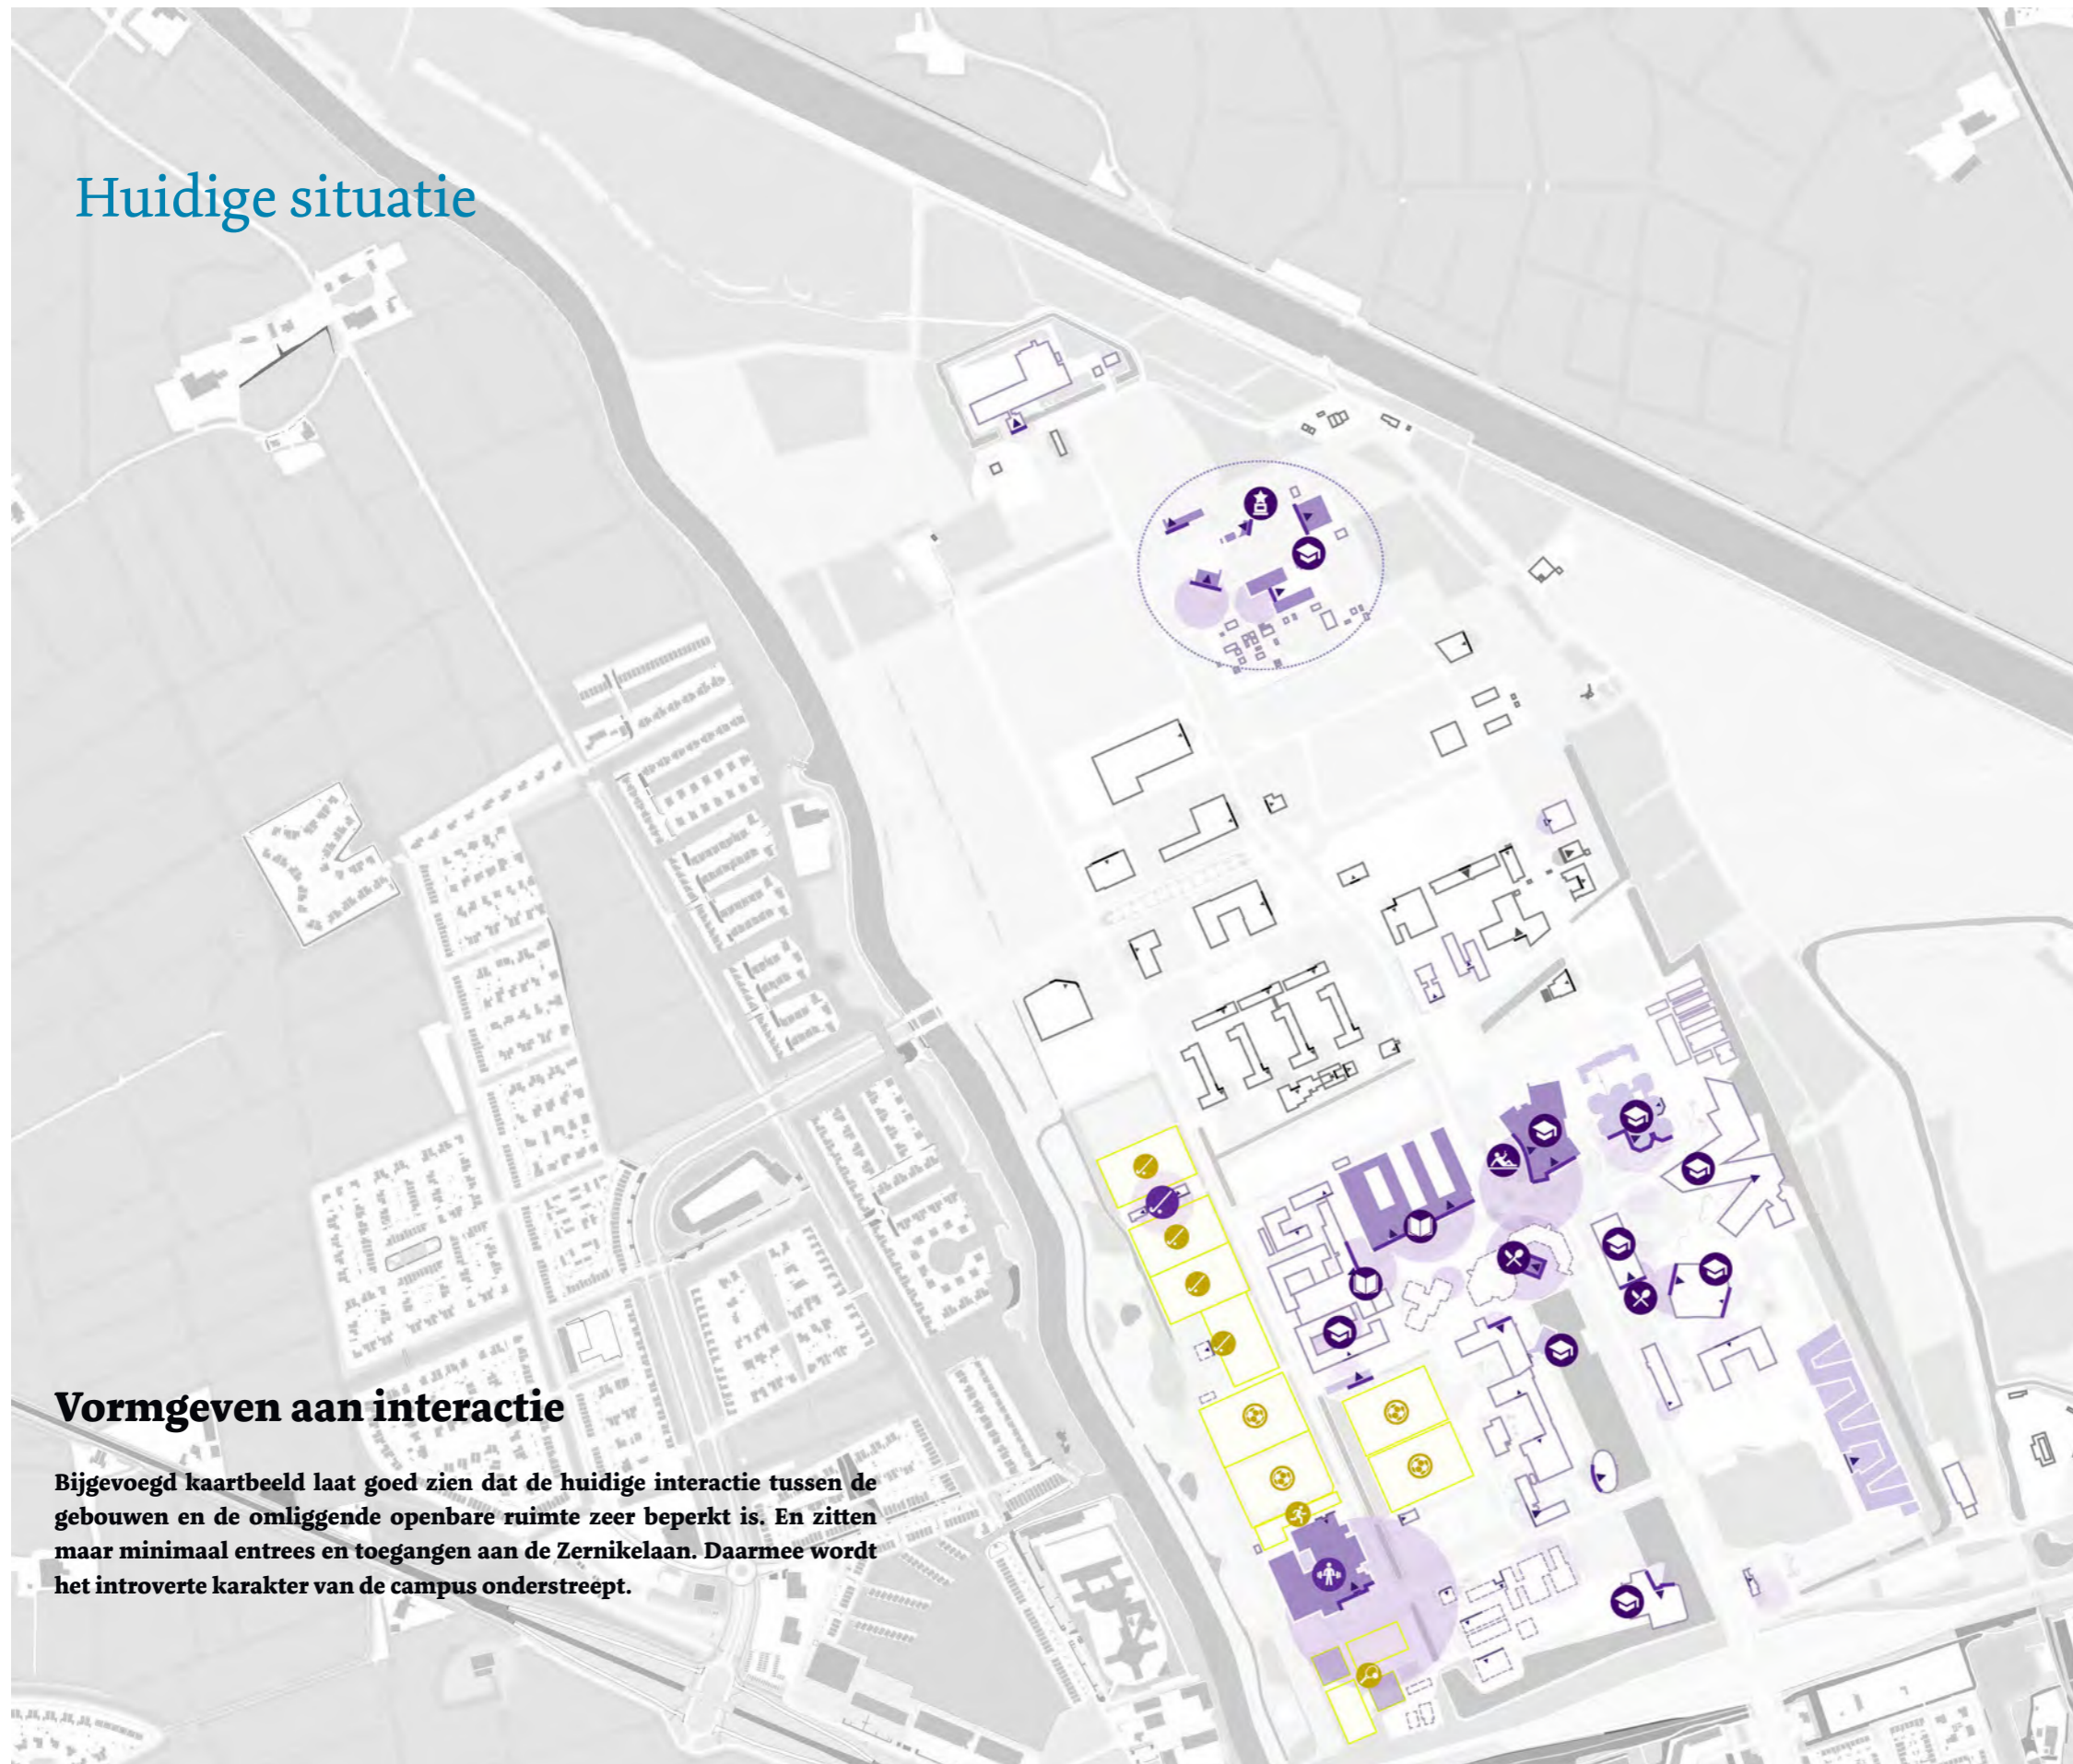 Huidige situatie
Vormgeven aan interactie
Bijgevoegd kaartbeeld laat goed zien dat de huidige interactie tussen de
gebouwen en de omliggende openbare ruimte zeer beperkt is. En zitten
maar minimaal entrees en toegangen aan de Zernikelaan. Daarmee wordt
het introverte karakter van de campus onderstreept.